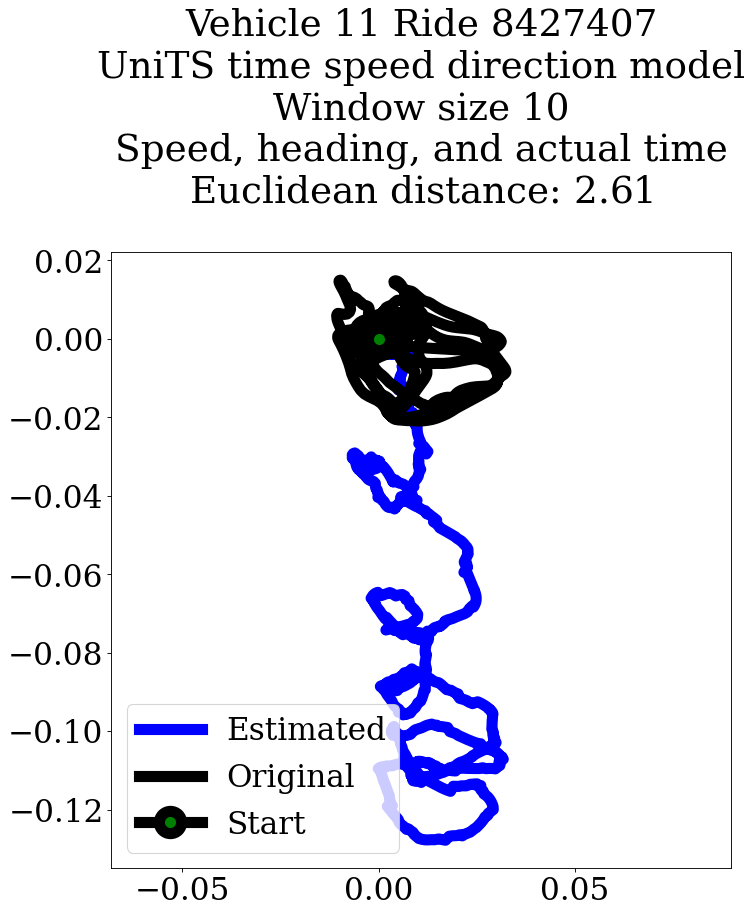 Vehicle 11 Ride 8427407
UniTS time speed direction model
Window size 10
Speed, heading, and actual time
Euclidean distance: 2.61
0.02
0.00
−0.02
−0.04
−0.06
−0.08
−0.10
−0.12
Estimated
Original
Start
−0.05
0.00
0.05